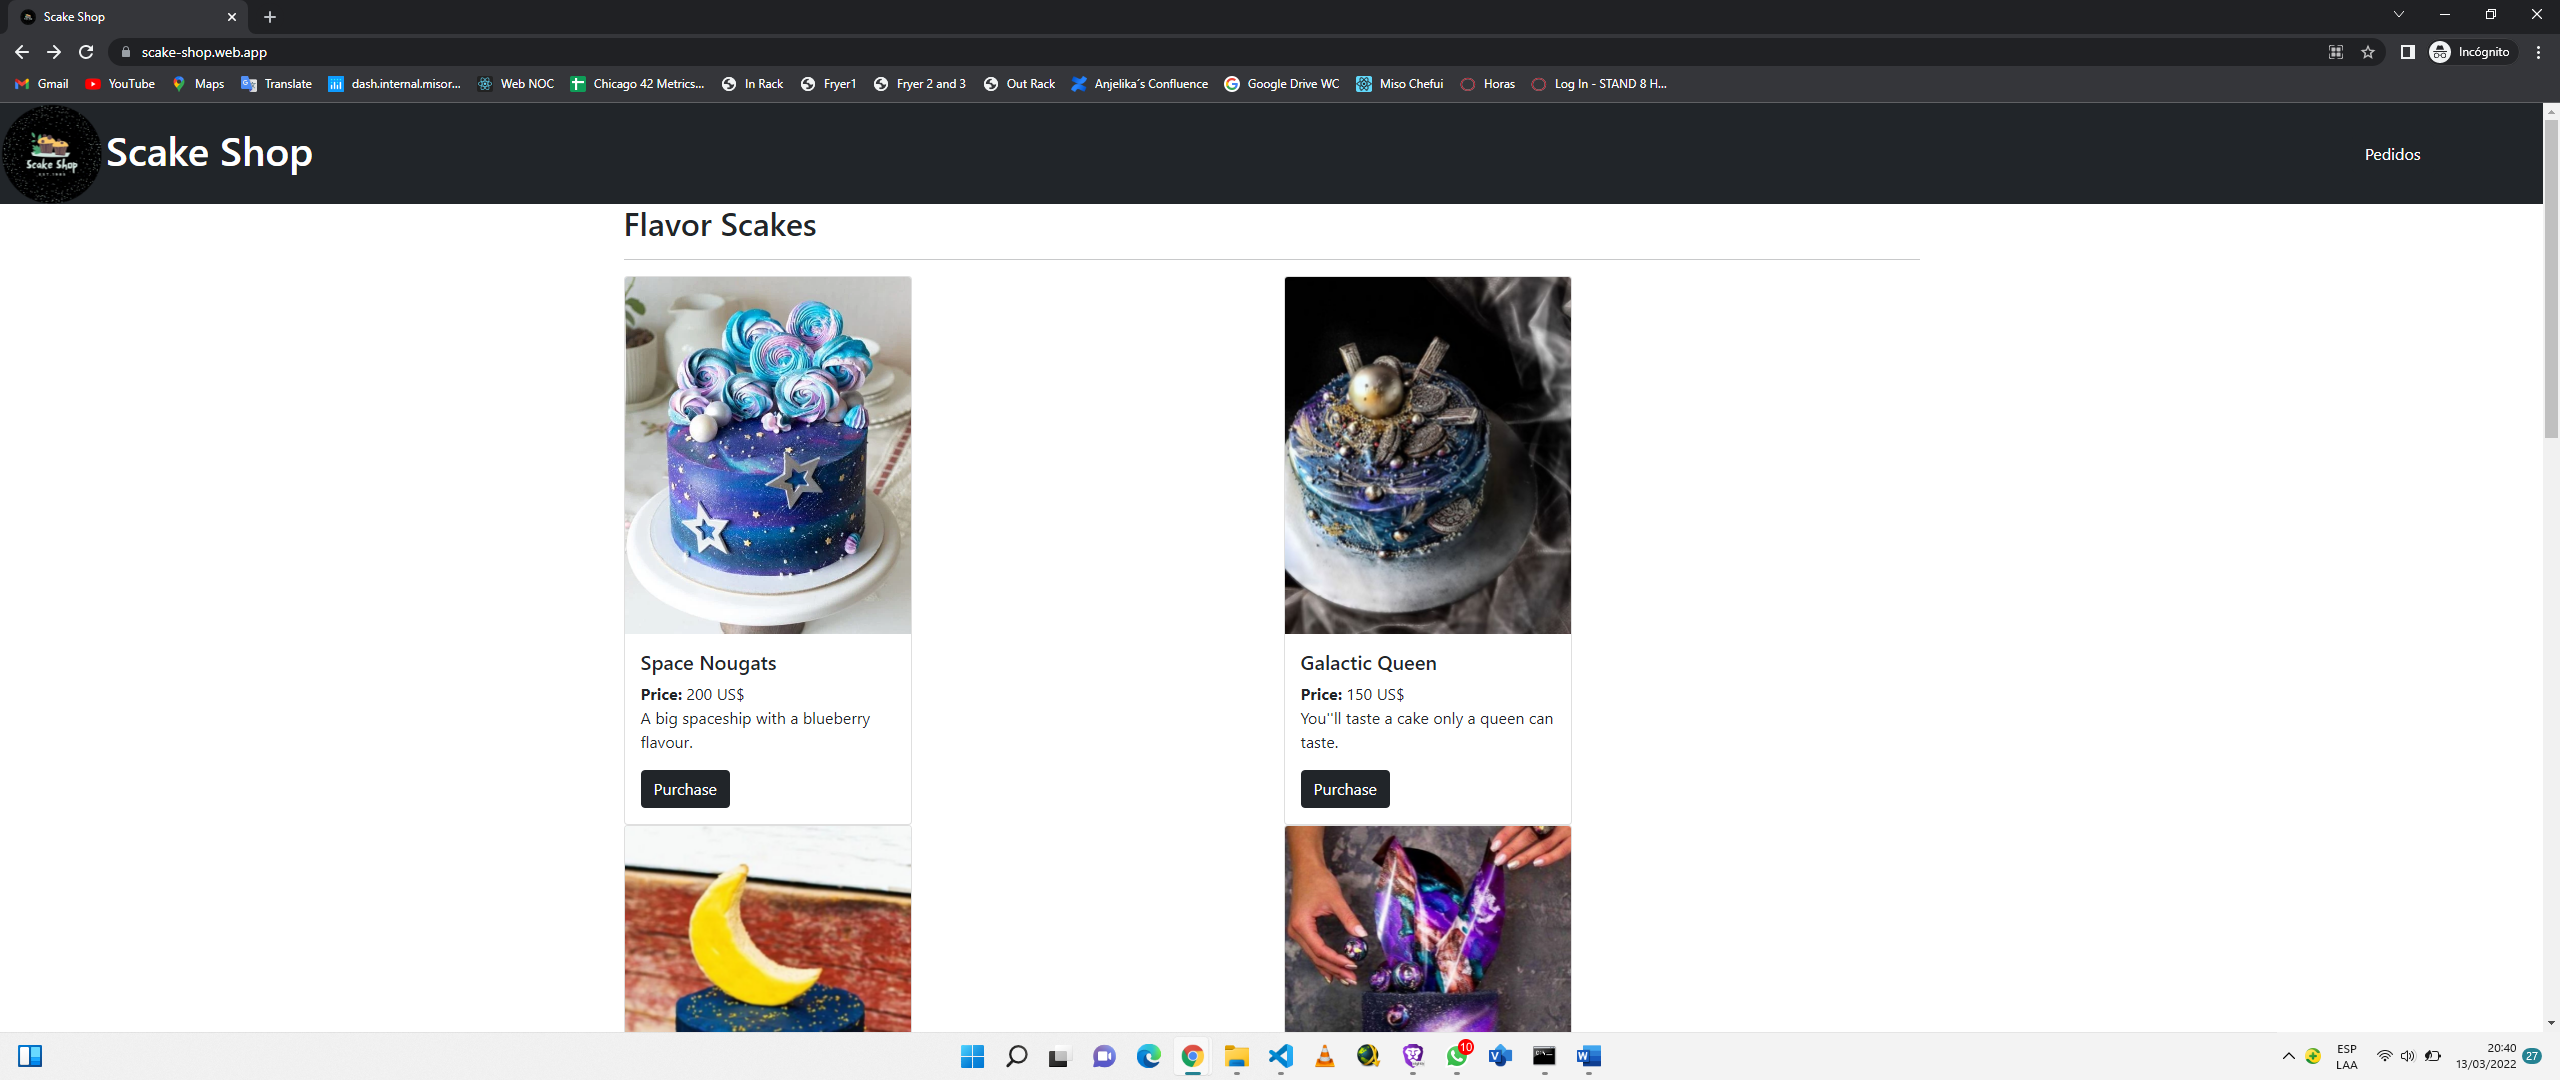 Scake Shop
scake-shop.web.app
Incógnito
Gmail
YouTube
Maps
Translate
dash.internal.misor...
Web NOC
Chicago 42 Metrics...
In Rack
Fryer1
Fryer 2 and 3
Out Rack
Anjelika´s Confluence
Google Drive WC
Miso Chefui
Horas
Log In - STAND 8 H...
Scake Shop
Scake Shop
Pedidos
Flavor Scakes
Space Nougats
Price: 200 US$
A big spaceship with a blueberry
flavour.
Purchase
Galactic Queen
Price: 150 US$
You''ll taste a cake only a queen can
taste.
Purchase
10
ESP
LAA
20:40
13/03/2022
27